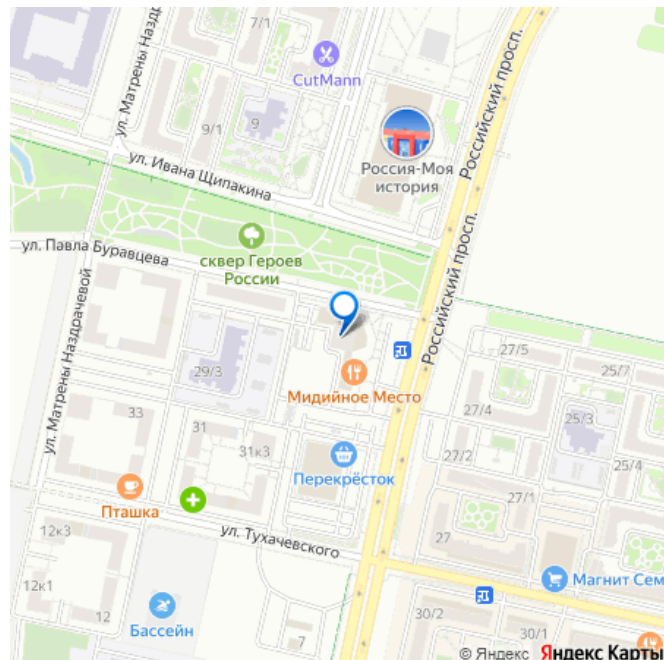 7/1
ул. Матрены Наздрачевой
CutMann
9/1
9
Россия-Моя
история
Российский просп.
ул. Ивана Щипакина
сквер Героев
России
ул. Павла Буравцева
Российский просп.
ул. Матрены Наздрачевой
29/3
Мидийное Место
27/5
25/7
27/4
25/3
33
31
31к3
27/2
25/4
Перекрёсток
27/1
Пташка
ул. Тухачевского
27
12к3
12к1
12
Бассейн
7
Магнит Сем
30/2
30/1
© Яндекс Яндекс Карты